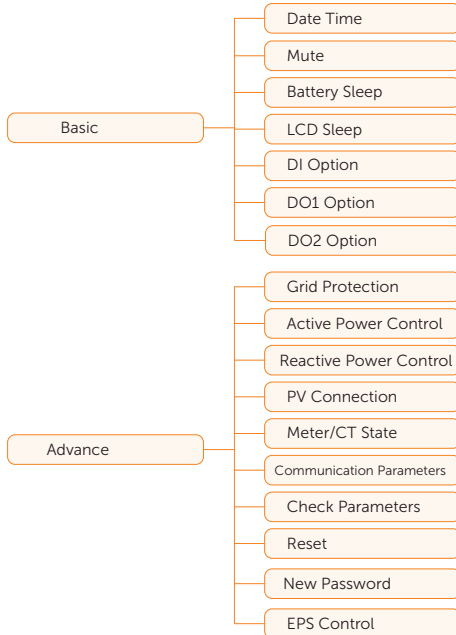 Basic
Date Time
Mute
Battery Sleep
LCD Sleep
DI Option
DO1 Option
DO2 Option
Advance
Grid Protection
Active Power Control
Reactive Power Control
PV Connection
Meter/CT State
Communication Parameters
Check Parameters
Reset
New Password
EPS Control